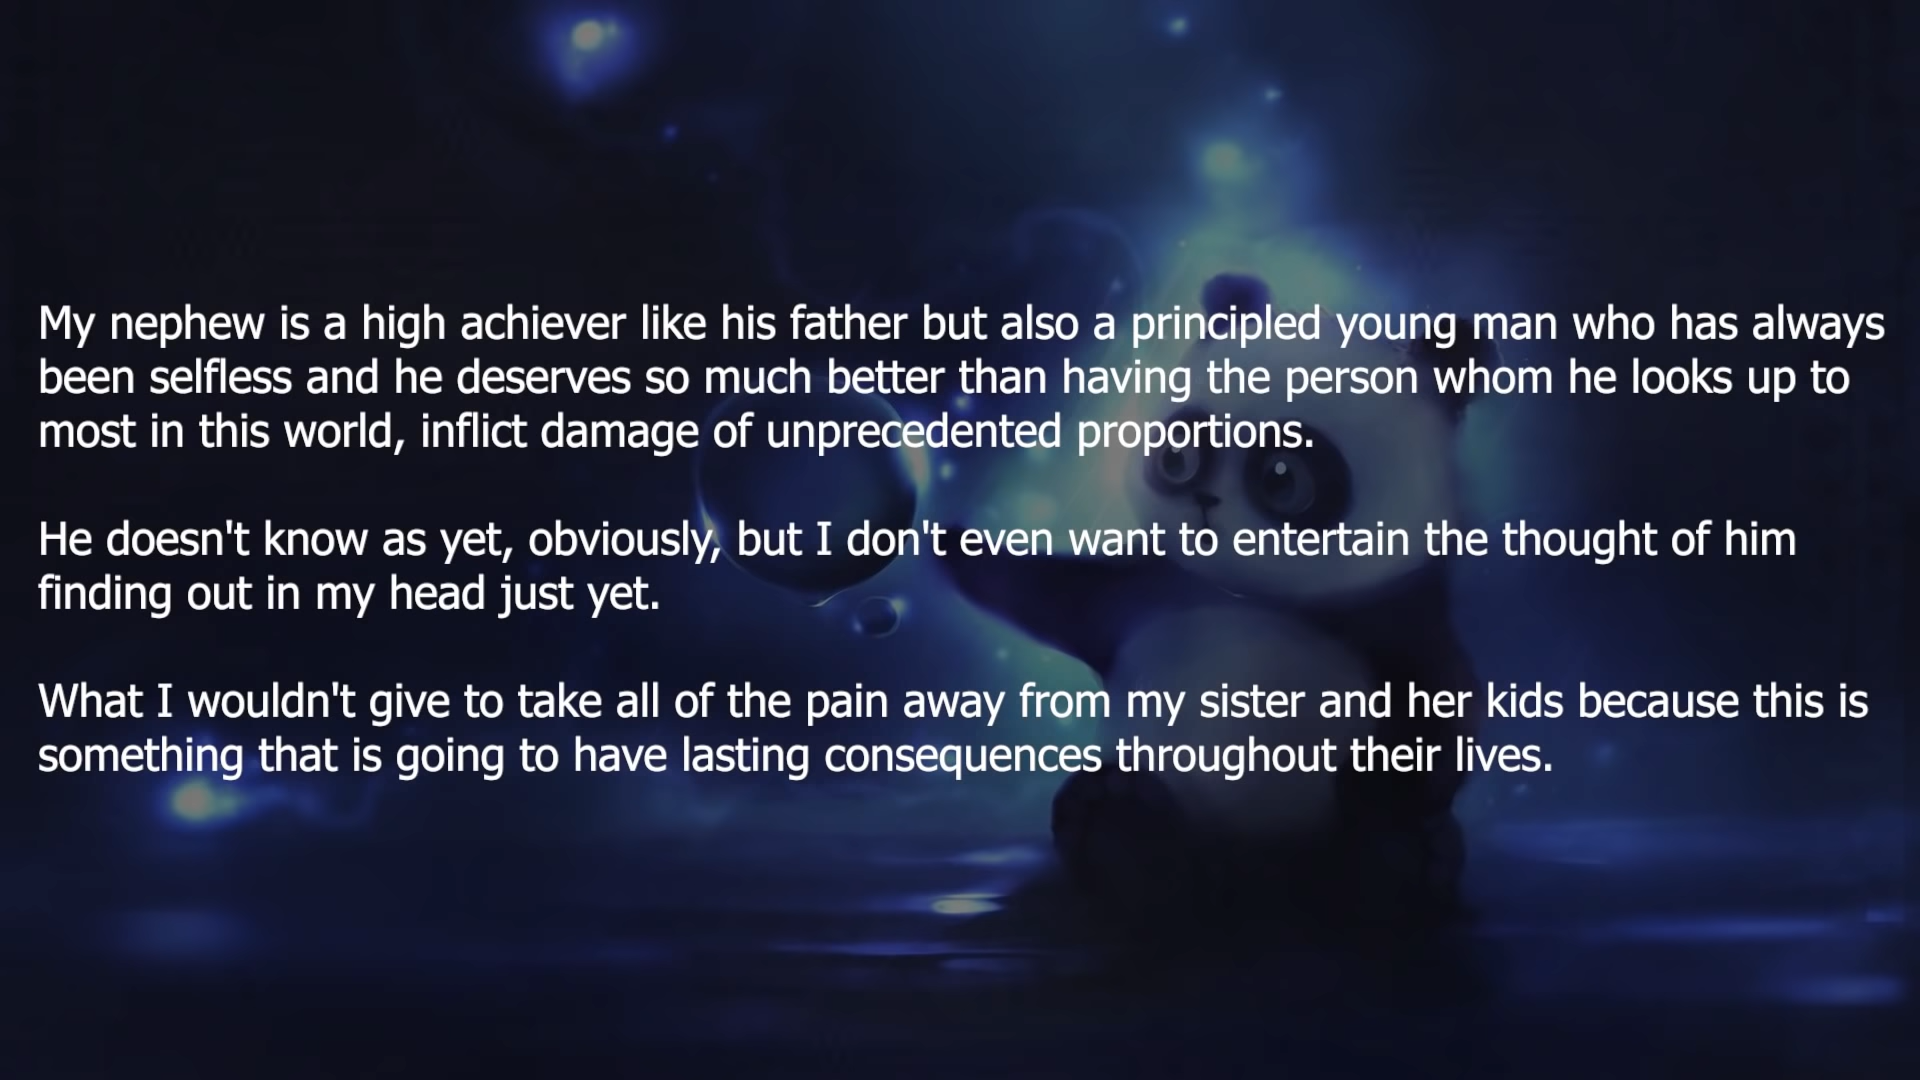 My nephew is a high achiever like his father but also a principled young man who has always
been selfless and he deserves so much better than having the person whom he looks up to
most in this world, inflict damage of unprecedented proportions.
He doesn't know as yet, obviously, but I don't even want to entertain the thought of him
finding out in my head just yet.
What I wouldn't give to take all of the pain away from my sister and her kids because this is
something that is going to have lasting consequences throughout their lives.